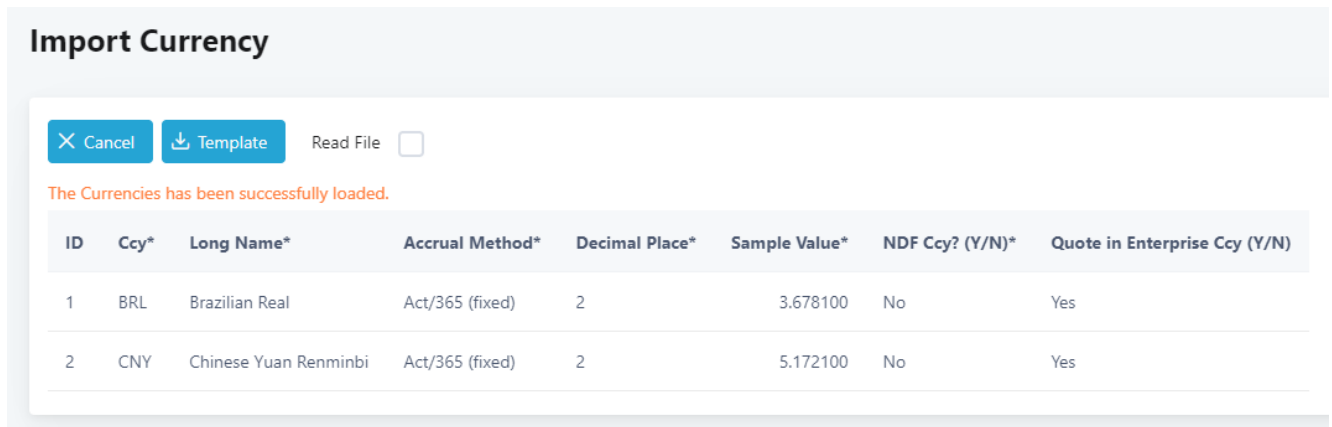 Import Currency
Cancel Template Read File
The Currencies has been successfully loaded.
ID Ccy* Long Name* Accrual Method* Decimal Place* Sample Value* NDF Ccy? (Y/N)* Quote in Enterprise Ccy (Y/N)
1 BRL Brazilian Real Act/365 (fixed) 2 3.678100 No Yes
2 CNY Chinese Yuan Renminbi Act/365 (fixed) 2 5.172100 No Yes